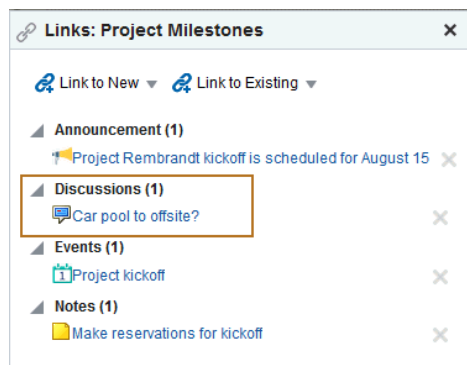 Links: Project Milestones
Link to New Link to Existing
Announcement (1)
Project Rembrandt kickoff is scheduled for August 15
Discussions (1)
Car pool to offsite?
Events (1)
1 Project kickoff
Notes (1)
Make reservations for kickoff